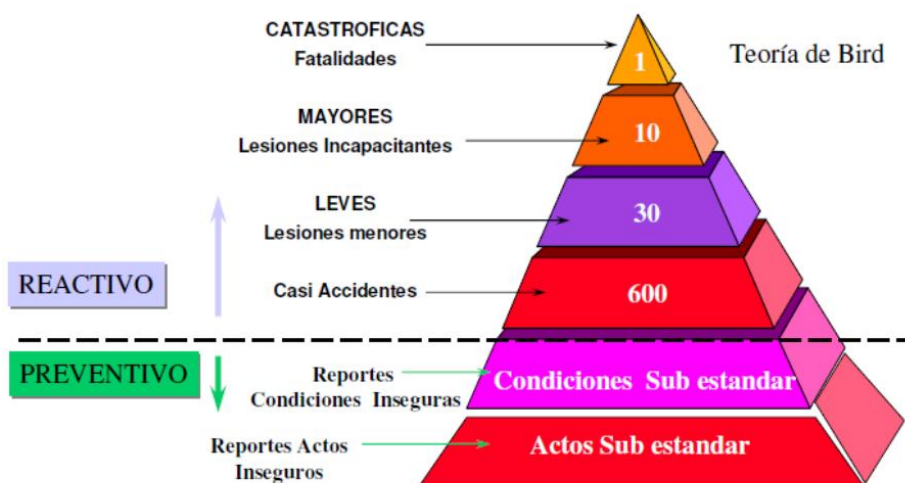 CATASTROFICAS
Fatalidades
1
Teoría de Bird
MAYORES
Lesiones Incapacitantes
10
LEVES
Lesiones menores
30
REACTIVO
Casi Accidentes
600
PREVENTIVO
Reportes
Condiciones Inseguras
Condiciones Sub estandar
Reportes Actos
Inseguros
Actos Sub estandar